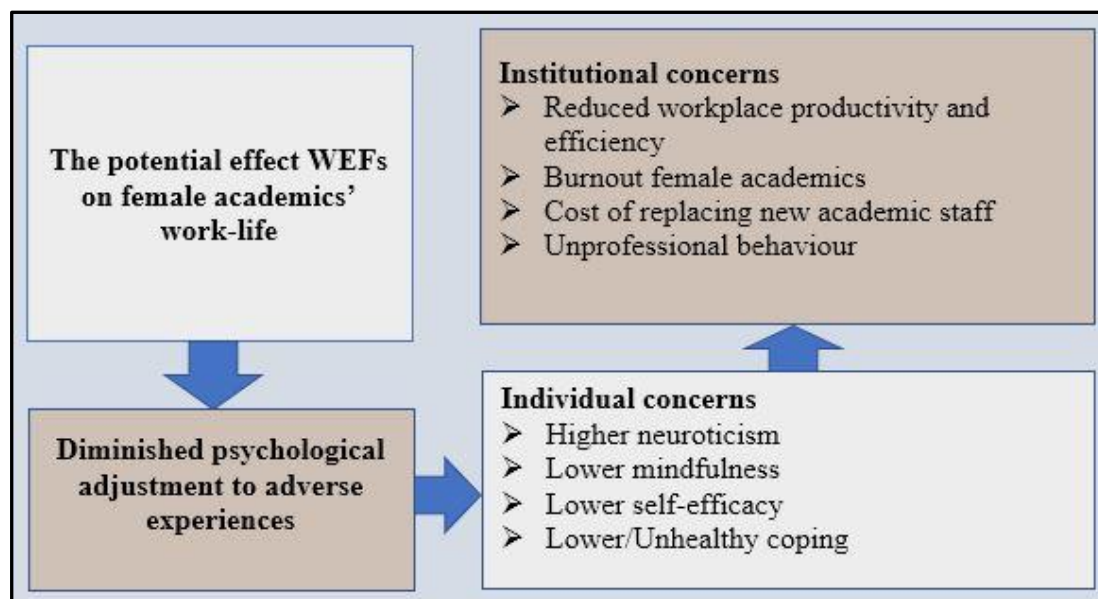 The potential effect WEFs
on female academics’
work-life
Diminished psychological
adjustment to adverse
experiences
Individual concerns
➢ Higher neuroticism
➢ Lower mindfulness
➢ Lower self-efficacy
➢ Lower/Unhealthy coping
Institutional concerns
➢ Reduced workplace productivity and
efficiency
➢ Burnout female academics
➢ Cost of replacing new academic staff
➢ Unprofessional behaviour